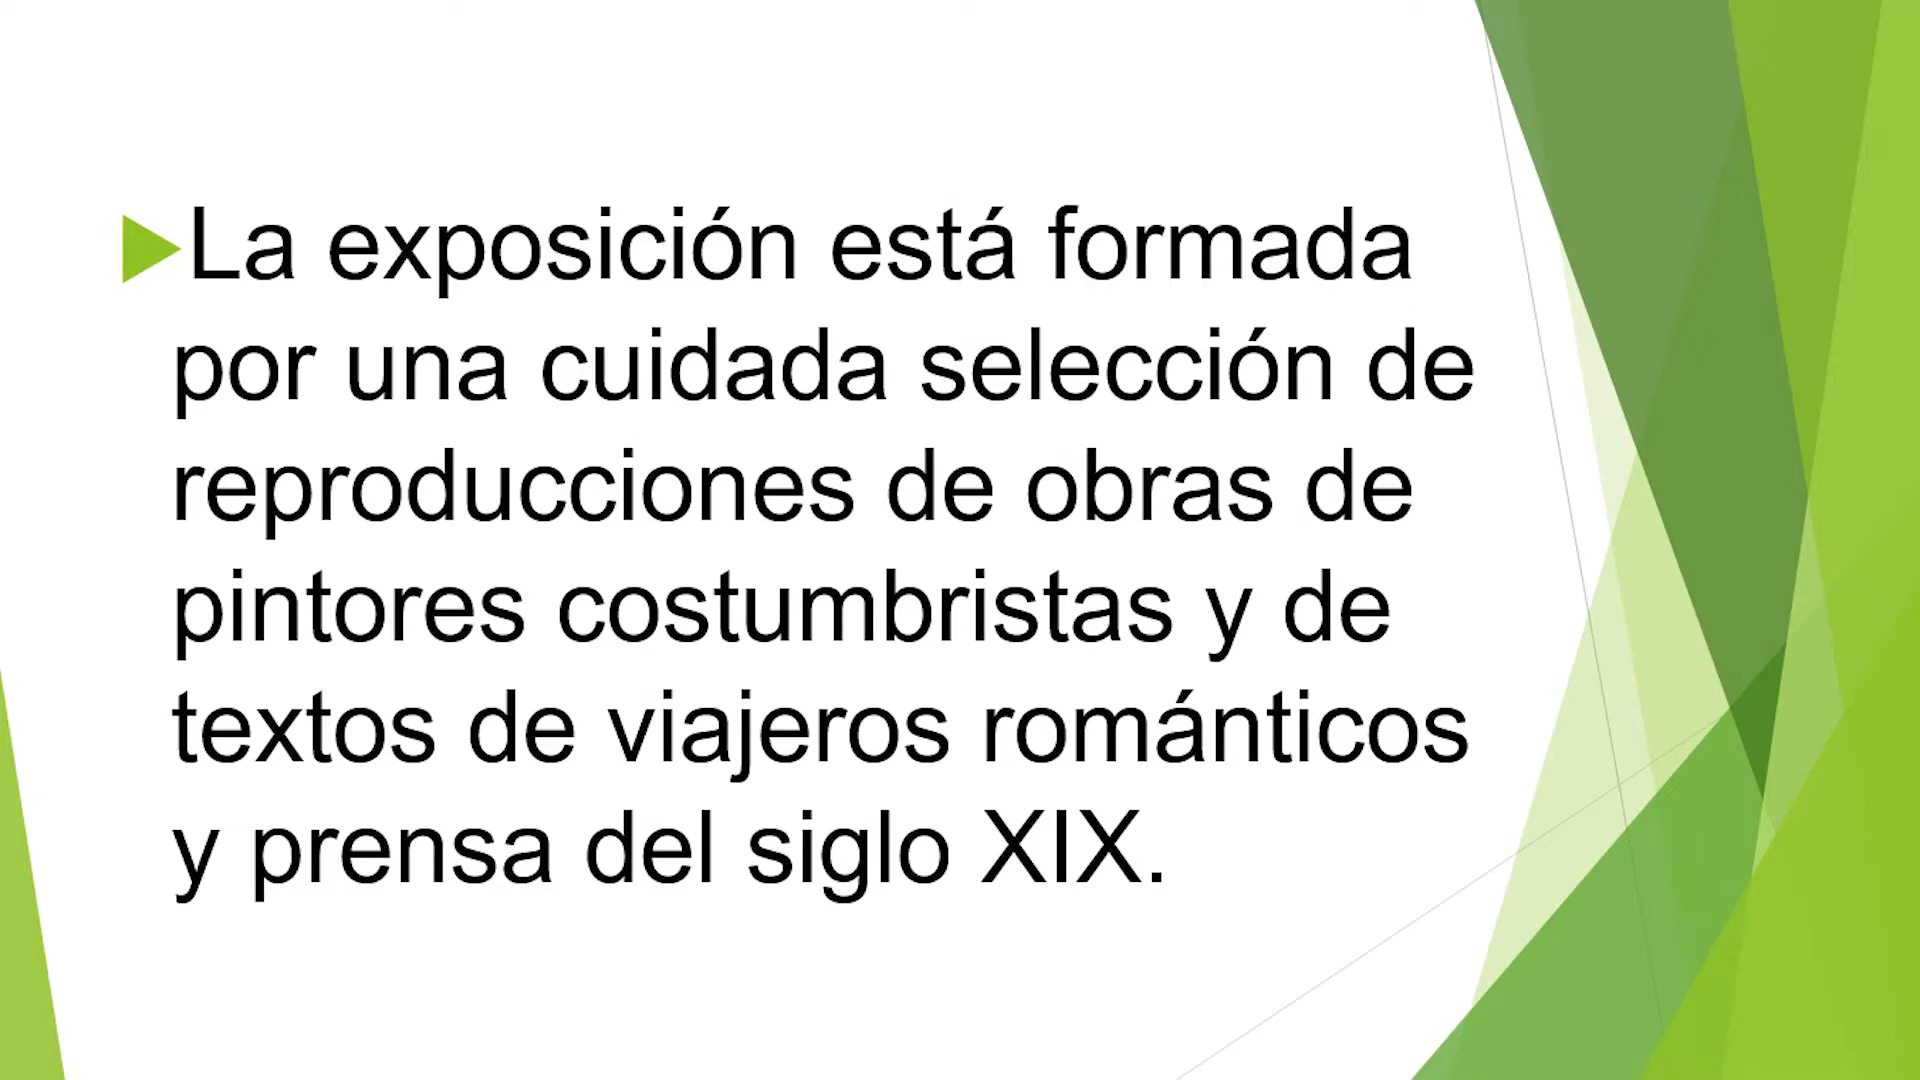 La exposición está formada
por una cuidada selección de
reproducciones de obras de
pintores costumbristas y de
textos de viajeros románticos
y prensa del siglo XIX.